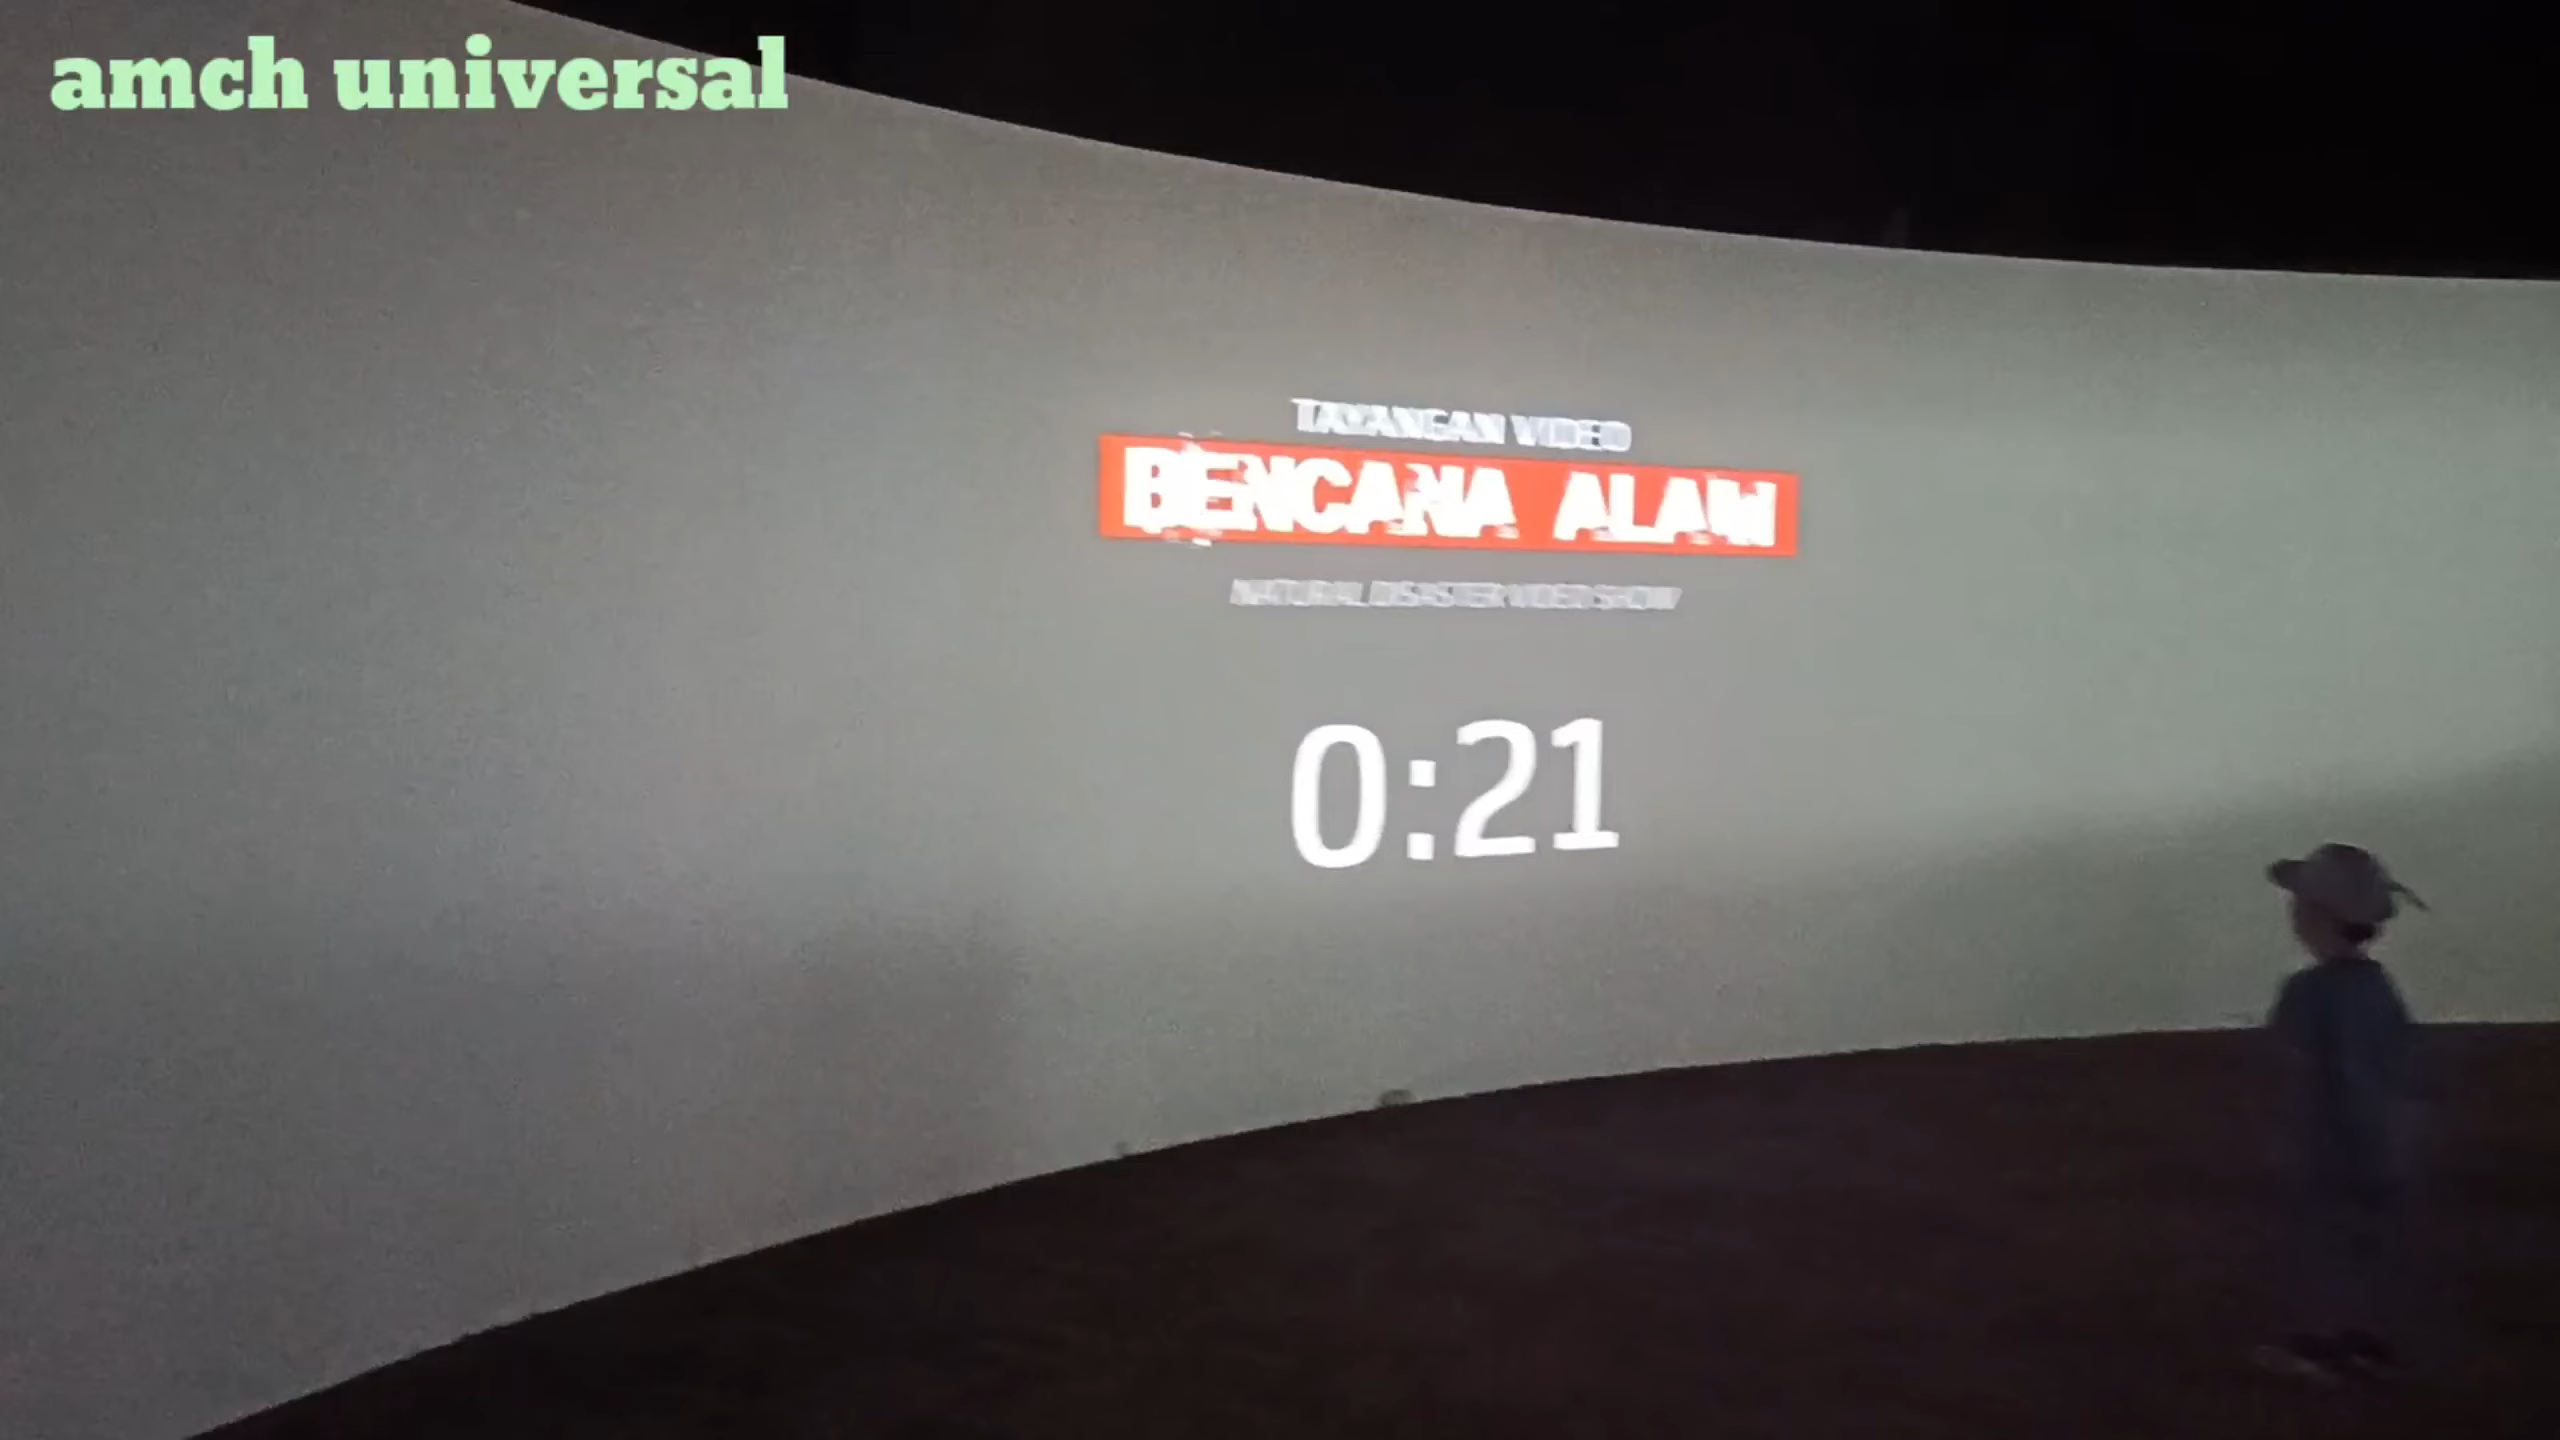 amch universal
TAYANGAN VIDEO
BENCANA ALAM
NATURAL DISASTER VIDEO SHOW
0:21